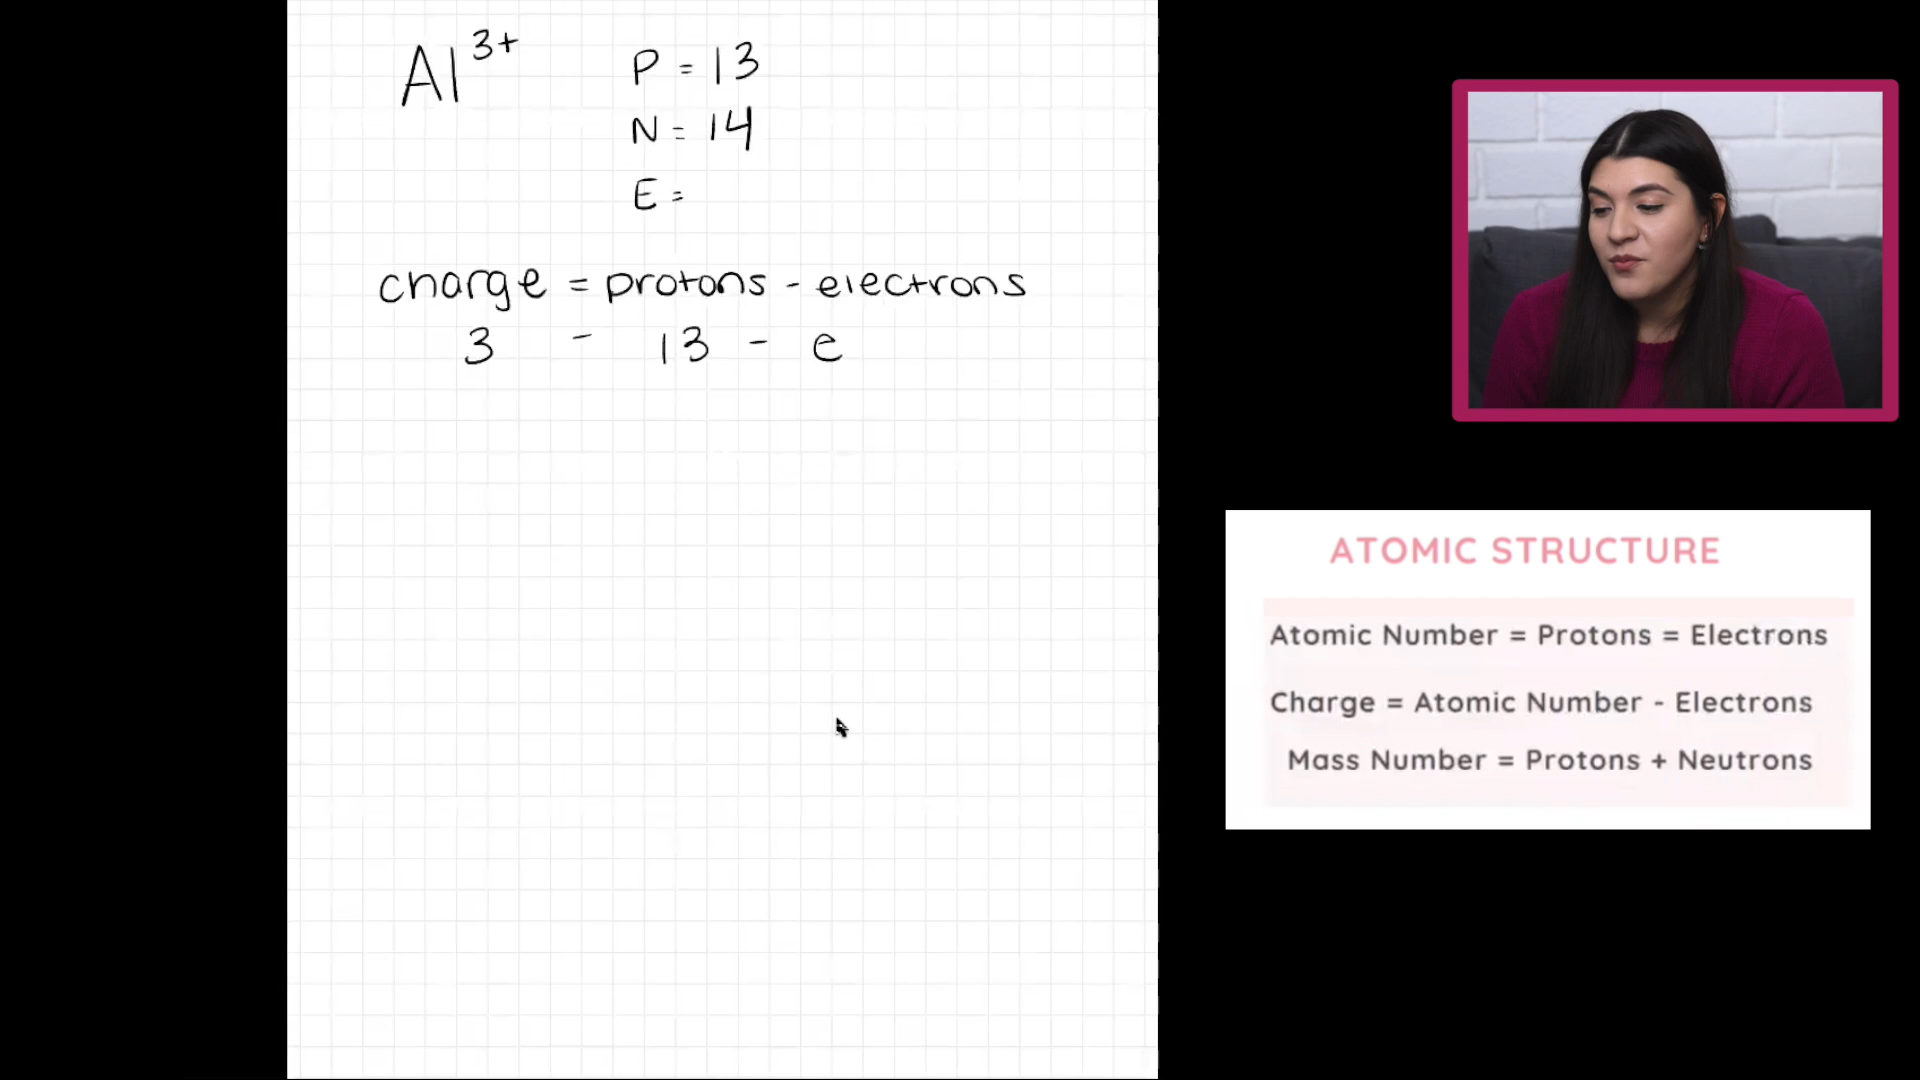 Al³⁺
P = 13
N = 14
E =
charge = protons - electrons
3 - 13 - e
ATOMIC STRUCTURE
Atomic Number = Protons = Electrons
Charge = Atomic Number - Electrons
Mass Number = Protons + Neutrons